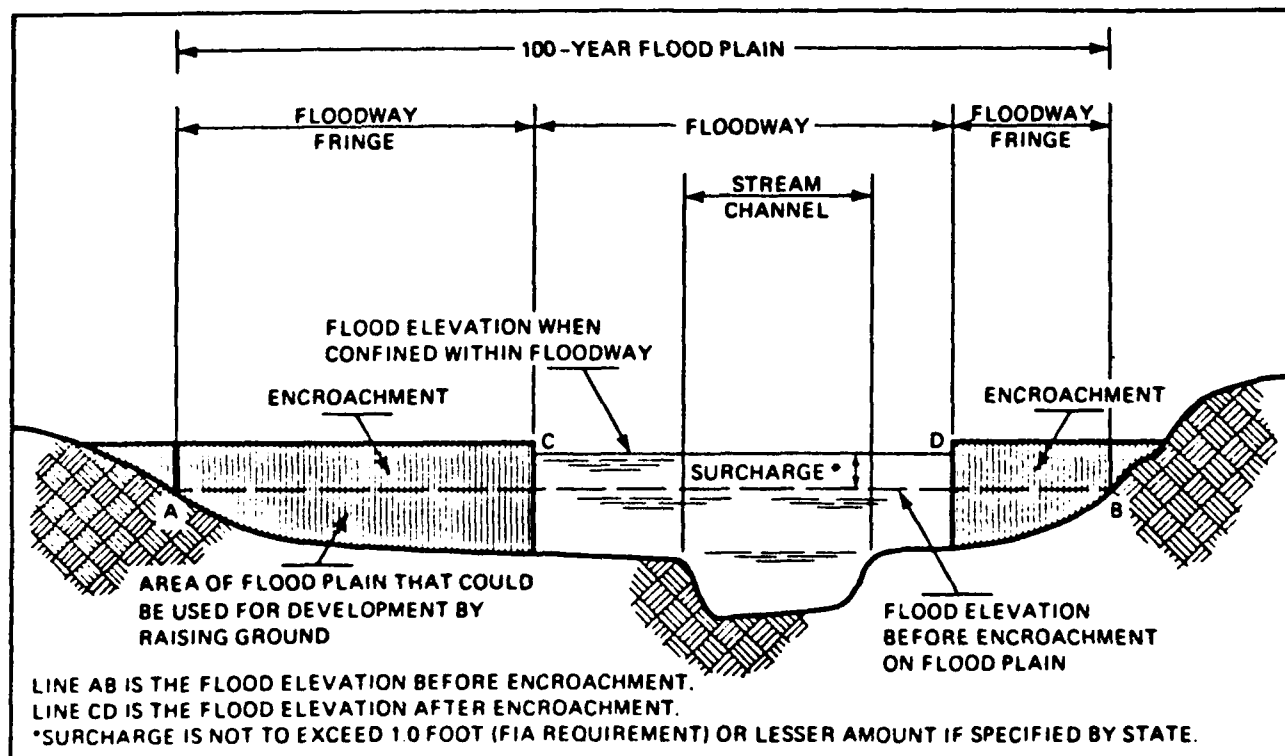 100-YEAR FLOOD PLAIN
FLOODWAY
FRINGE
FLOODWAY
FLOODWAY
FRINGE
STREAM
CHANNEL
FLOOD ELEVATION WHEN
CONFINED WITHIN FLOODWAY
ENCROACHMENT
ENCROACHMENT
C
D
SURCHARGE*
A
B
AREA OF FLOOD PLAIN THAT COULD
BE USED FOR DEVELOPMENT BY
RAISING GROUND
FLOOD ELEVATION
BEFORE ENCROACHMENT
ON FLOOD PLAIN
LINE AB IS THE FLOOD ELEVATION BEFORE ENCROACHMENT.
LINE CD IS THE FLOOD ELEVATION AFTER ENCROACHMENT.
*SURCHARGE IS NOT TO EXCEED 1.0 FOOT (FIA REQUIREMENT) OR LESSER AMOUNT IF SPECIFIED BY STATE.